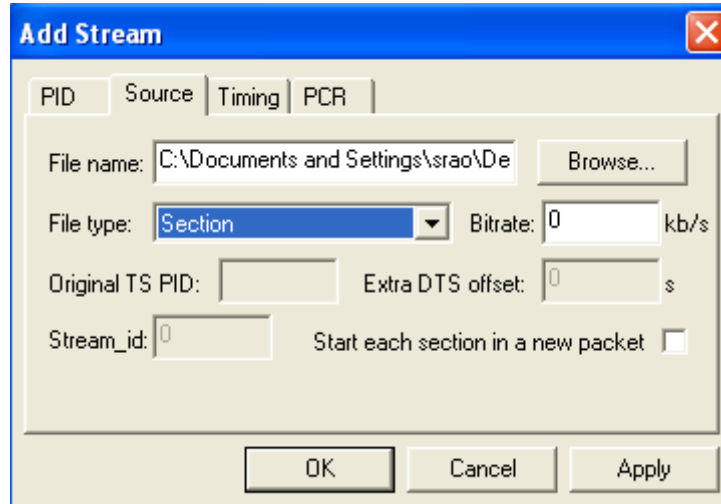 Add Stream
PID Source Timing PCR
File name: C:\Documents and Settings\srao\De Browse...
File type: Section Bitrate: 0 kb/s
Original TS PID: Extra DTS offset: 0 s
Stream_id: 0 Start each section in a new packet
OK Cancel Apply